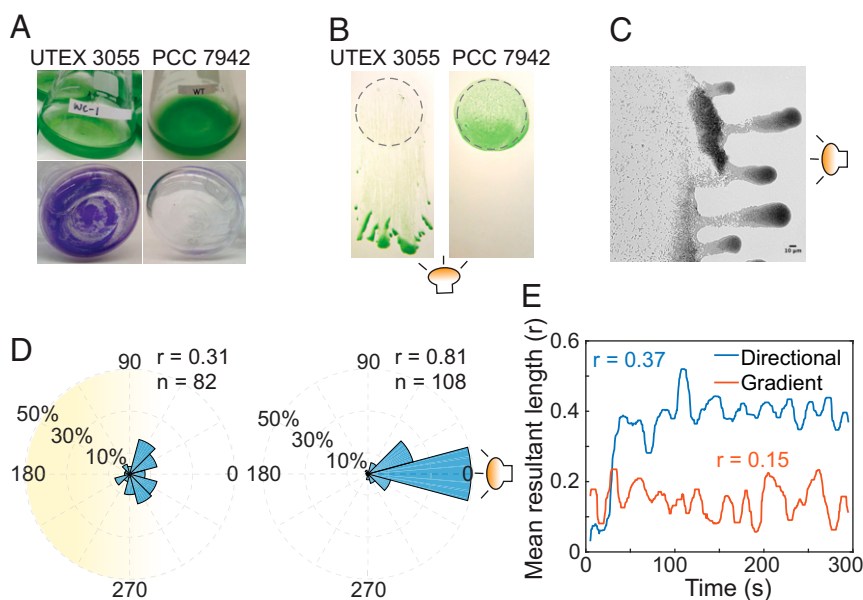 A
UTEX 3055 PCC 7942
WC-1
WT
B
UTEX 3055 PCC 7942
C
10 µm
D
90
r = 0.31
n = 82
50%
30%
10%
180
0
270
90
r = 0.81
n = 108
50%
30%
10%
180
0
270
E
Mean resultant length (r)
0.6
0.4
0.2
0
r = 0.37
Directional
Gradient
r = 0.15
0
100
200
300
Time (s)